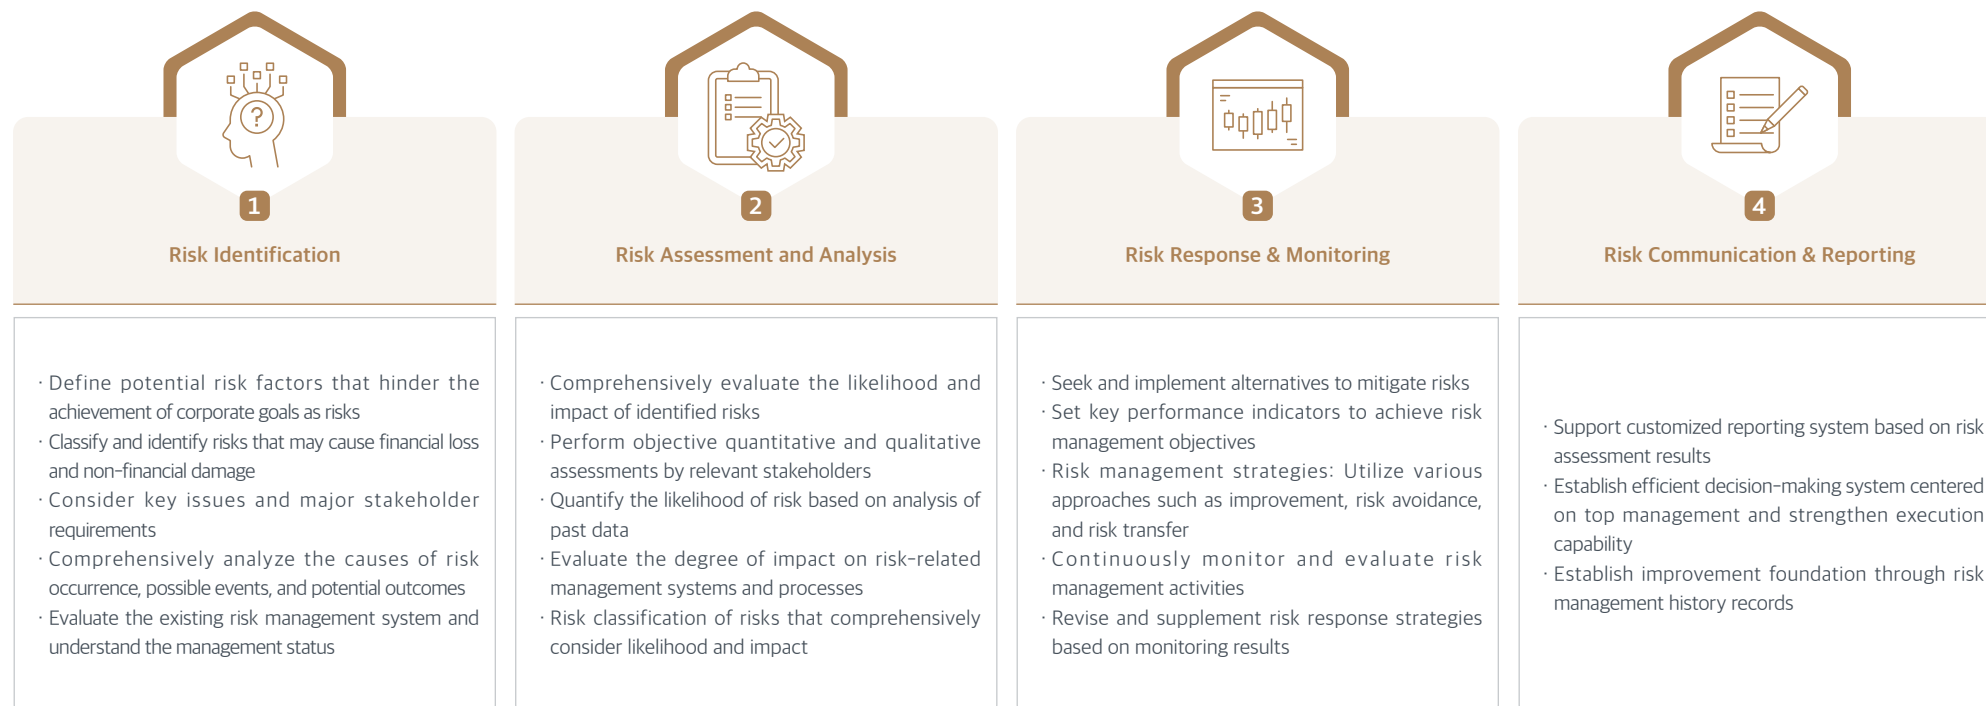 ?
1
Risk Identification
· Define potential risk factors that hinder the
achievement of corporate goals as risks
· Classify and identify risks that may cause financial loss
and non-financial damage
· Consider key issues and major stakeholder
requirements
· Comprehensively analyze the causes of risk
occurrence, possible events, and potential outcomes
· Evaluate the existing risk management system and
understand the management status
2
Risk Assessment and Analysis
· Comprehensively evaluate the likelihood and
impact of identified risks
· Perform objective quantitative and qualitative
assessments by relevant stakeholders
· Quantify the likelihood of risk based on analysis of
past data
· Evaluate the degree of impact on risk-related
management systems and processes
· Risk classification of risks that comprehensively
consider likelihood and impact
3
Risk Response & Monitoring
· Seek and implement alternatives to mitigate risks
· Set key performance indicators to achieve risk
management objectives
· Risk management strategies: Utilize various
approaches such as improvement, risk avoidance,
and risk transfer
· Continuously monitor and evaluate risk
management activities
· Revise and supplement risk response strategies
based on monitoring results
4
Risk Communication & Reporting
· Support customized reporting system based on risk
assessment results
· Establish efficient decision-making system centered
on top management and strengthen execution
capability
· Establish improvement foundation through risk
management history records